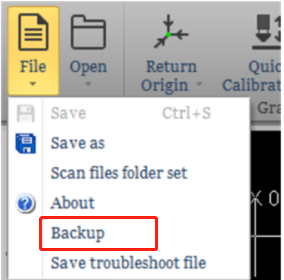 File
Open
Return
Origin
Quic
Calibrat
Gra
Save Ctrl+S
Save as
Scan files folder set
About
Backup
Save troubleshoot file
X 0